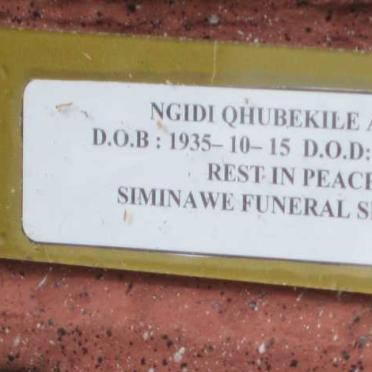 NGIDI QHUBEKILE A
D.O.B : 1935– 10– 15 D.O.D:
REST IN PEACE
SIMINAWE FUNERAL S